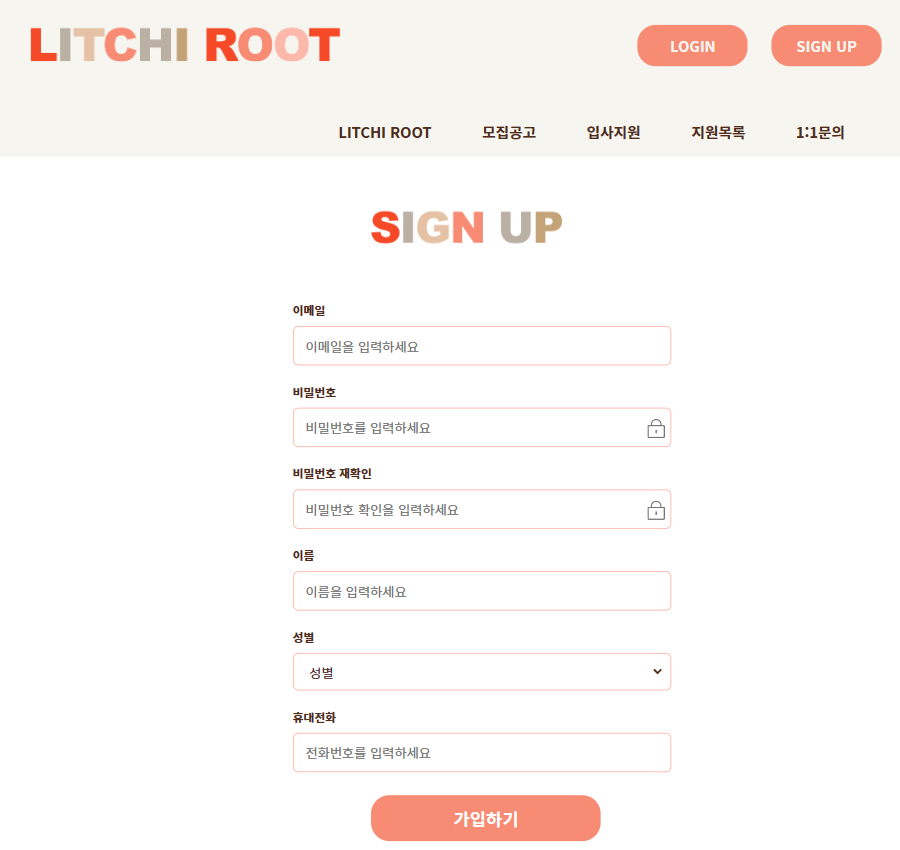 LITCHI ROOT
LOGIN SIGN UP
LITCHI ROOT 모집공고 입사지원 지원목록 1:1문의
SIGN UP
이메일
이메일을 입력하세요
비밀번호
비밀번호를 입력하세요
비밀번호 재확인
비밀번호 확인을 입력하세요
이름
이름을 입력하세요
성별
성별
휴대전화
전화번호를 입력하세요
가입하기